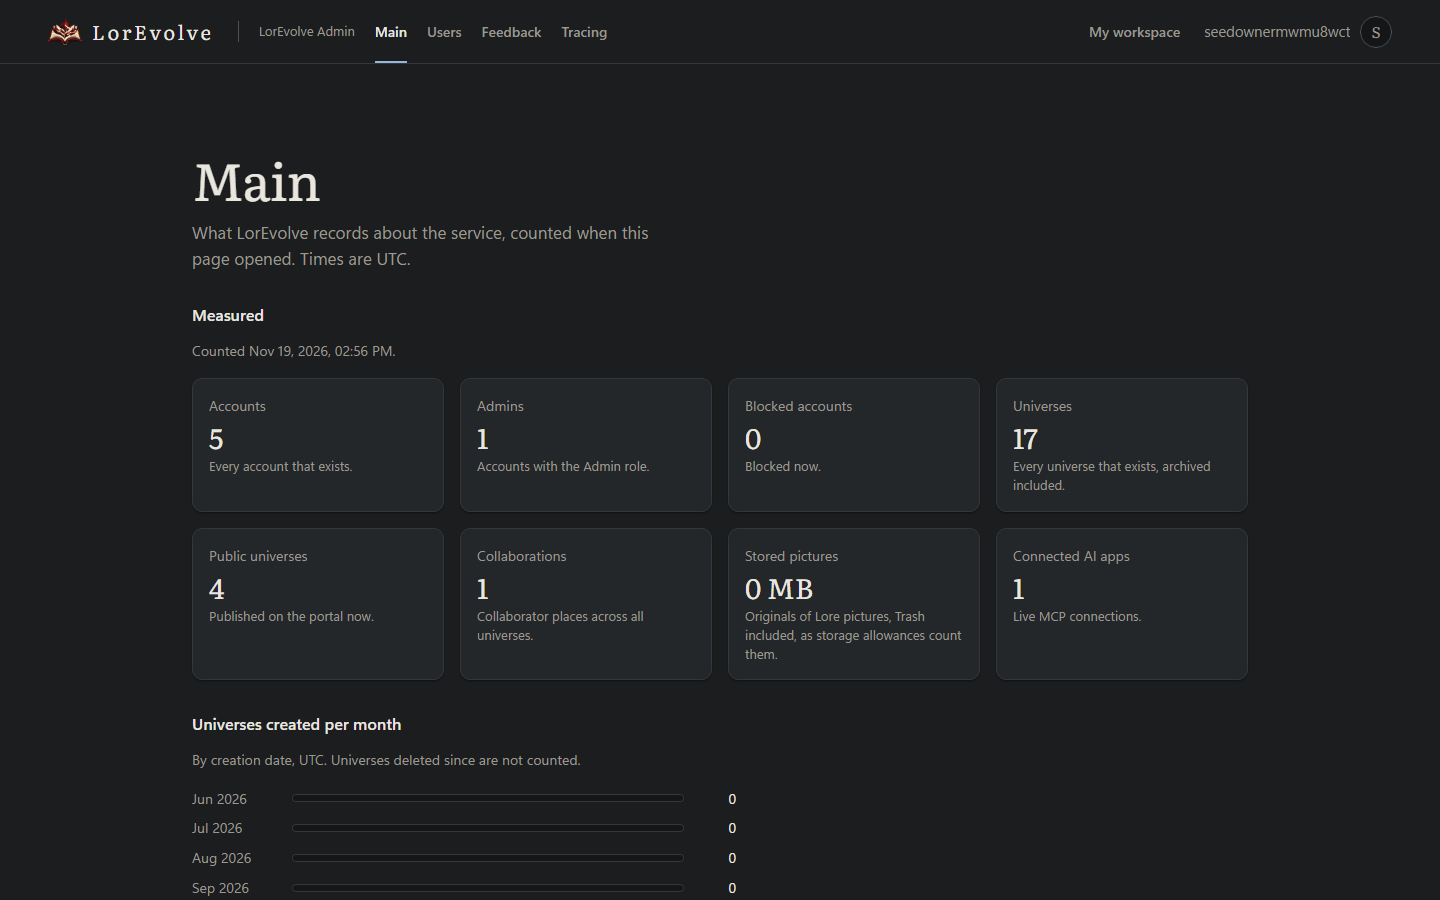 LorEvolve
LorEvolve Admin
Main
Users
Feedback
Tracing
My workspace
seedownermwmu8wct
S
Main
What LorEvolve records about the service, counted when this
page opened. Times are UTC.
Measured
Counted Nov 19, 2026, 02:56 PM.
Accounts
5
Every account that exists.
Admins
1
Accounts with the Admin role.
Blocked accounts
0
Blocked now.
Universes
17
Every universe that exists, archived
included.
Public universes
4
Published on the portal now.
Collaborations
1
Collaborator places across all
universes.
Stored pictures
0 MB
Originals of Lore pictures, Trash
included, as storage allowances count
them.
Connected AI apps
1
Live MCP connections.
Universes created per month
By creation date, UTC. Universes deleted since are not counted.
Jun 2026 0
Jul 2026 0
Aug 2026 0
Sep 2026 0